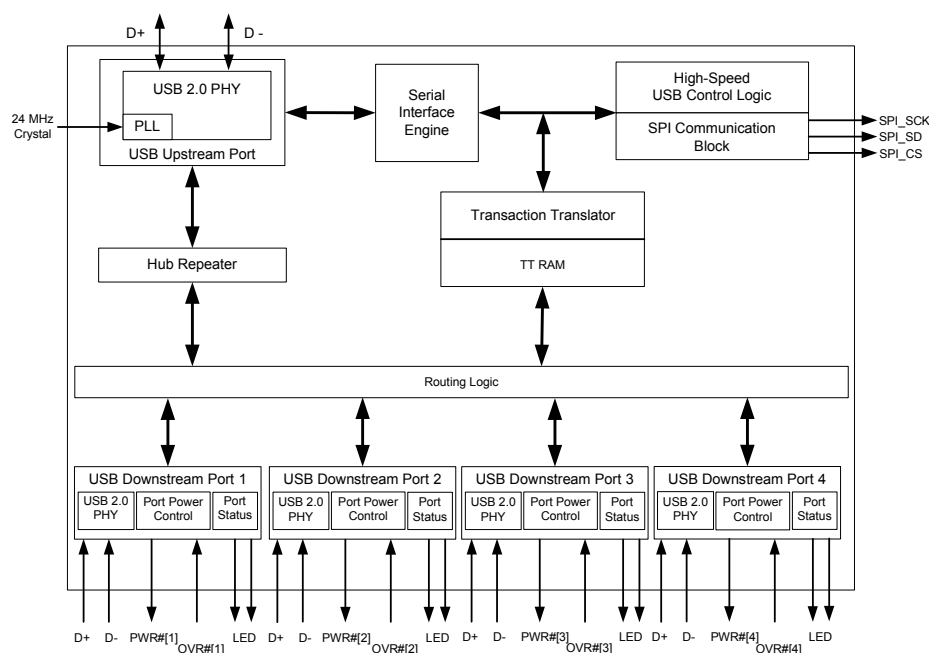 D+ D -
USB 2.0 PHY
PLL
USB Upstream Port
24 MHz
Crystal
Serial
Interface
Engine
High-Speed
USB Control Logic
SPI Communication
Block
SPI_SCK
SPI_SD
SPI_CS
Transaction Translator
TT RAM
Hub Repeater
Routing Logic
USB Downstream Port 1
USB 2.0
PHY
Port Power
Control
Port
Status
USB Downstream Port 2
USB 2.0
PHY
Port Power
Control
Port
Status
USB Downstream Port 3
USB 2.0
PHY
Port Power
Control
Port
Status
USB Downstream Port 4
USB 2.0
PHY
Port Power
Control
Port
Status
D+ D- PWR#[1] OVR#[1] LED
D+ D- PWR#[2] OVR#[2] LED
D+ D- PWR#[3] OVR#[3] LED
D+ D- PWR#[4] OVR#[4] LED